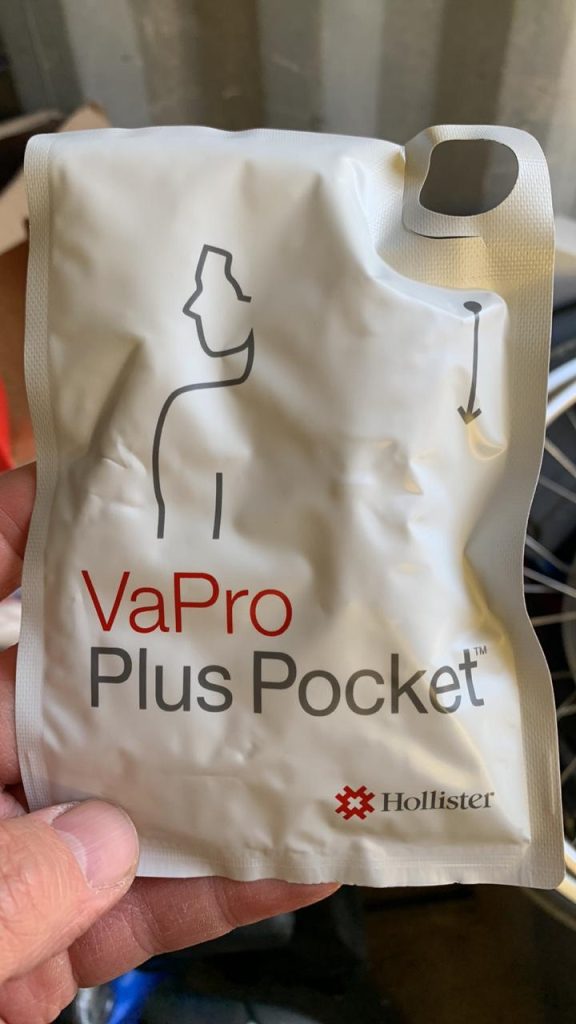 VaPro
Plus Pocket™
Hollister